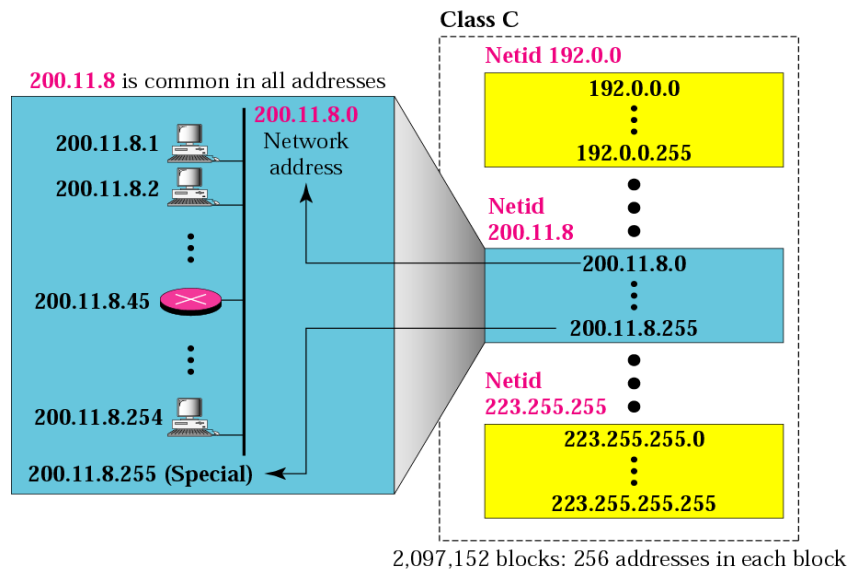 Class C
Netid 192.0.0
192.0.0.0
192.0.0.255
Netid
200.11.8
200.11.8.0
200.11.8.255
Netid
223.255.255
223.255.255.0
223.255.255.255
2,097,152 blocks: 256 addresses in each block
200.11.8 is common in all addresses
200.11.8.0
Network
address
200.11.8.1
200.11.8.2
200.11.8.45
200.11.8.254
200.11.8.255 (Special)